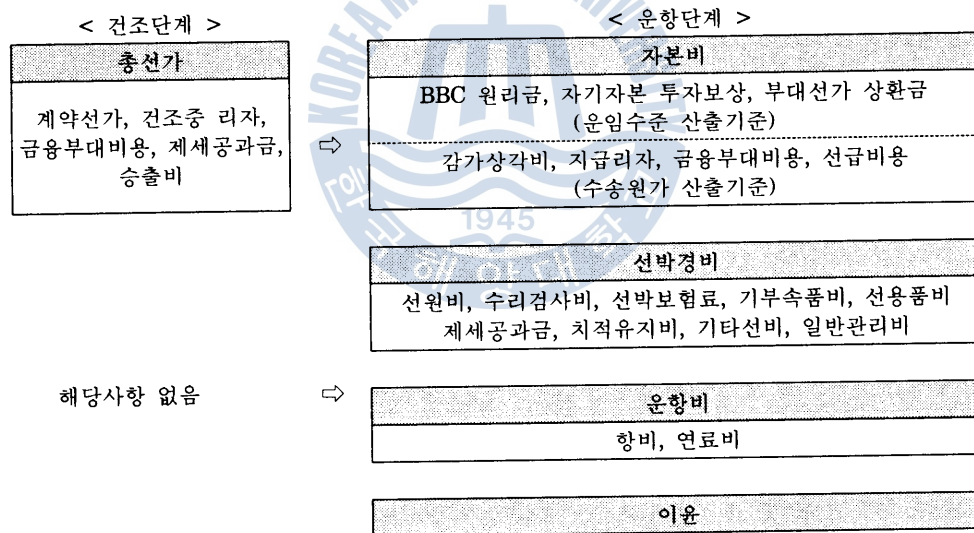 < 건조단계 >
총선가
계약선가, 건조중 리자,
금융부대비용, 제세공과금,
승출비
⇨
< 운항단계 >
자본비
BBC 원리금, 자기자본 투자보상, 부대선가 상환금
(운임수준 산출기준)
감가상각비, 지급리자, 금융부대비용, 선급비용
(수송원가 산출기준)
선박경비
선원비, 수리검사비, 선박보험료, 기부속품비, 선용품비
제세공과금, 치적유지비, 기타선비, 일반관리비
해당사항 없음
⇨
운항비
항비, 연료비
이윤
1945